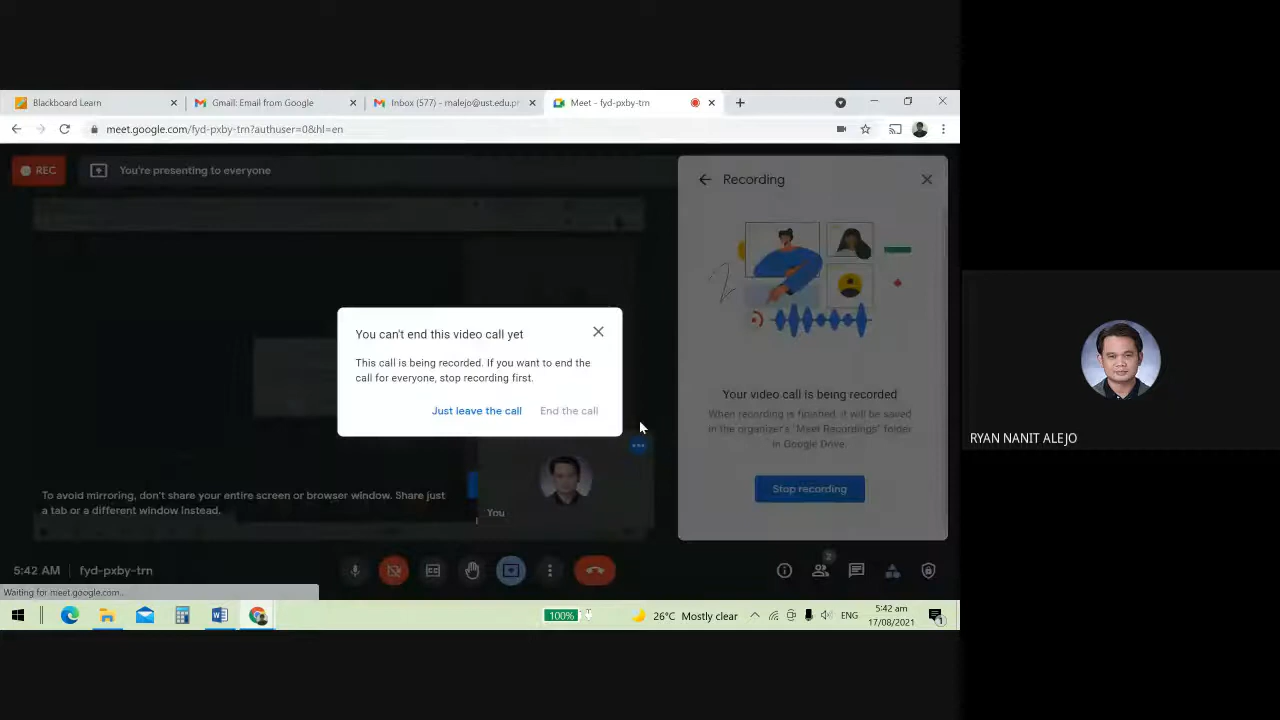 Blackboard Learn
Gmail: Email from Google
Inbox (577) - malejo@ust.edu.pr
Meet - fyd-pxby-trn
meet.google.com/fyd-pxby-trn?authuser=0&hl=en
REC
You're presenting to everyone
Recording
2
You can't end this video call yet
This call is being recorded. If you want to end the
call for everyone, stop recording first.
Just leave the call
End the call
Your video call is being recorded
When recording is finished, it will be saved
in the organizer's "Meet Recordings" folder
in Google Drive.
Stop recording
To avoid mirroring, don't share your entire screen or browser window. Share just
a tab or a different window instead.
You
RYAN NANIT ALEJO
5:42 AM | fyd-pxby-trn
2
Waiting for meet.google.com...
100%
26°C Mostly clear
ENG
5:42 am
17/08/2021
1